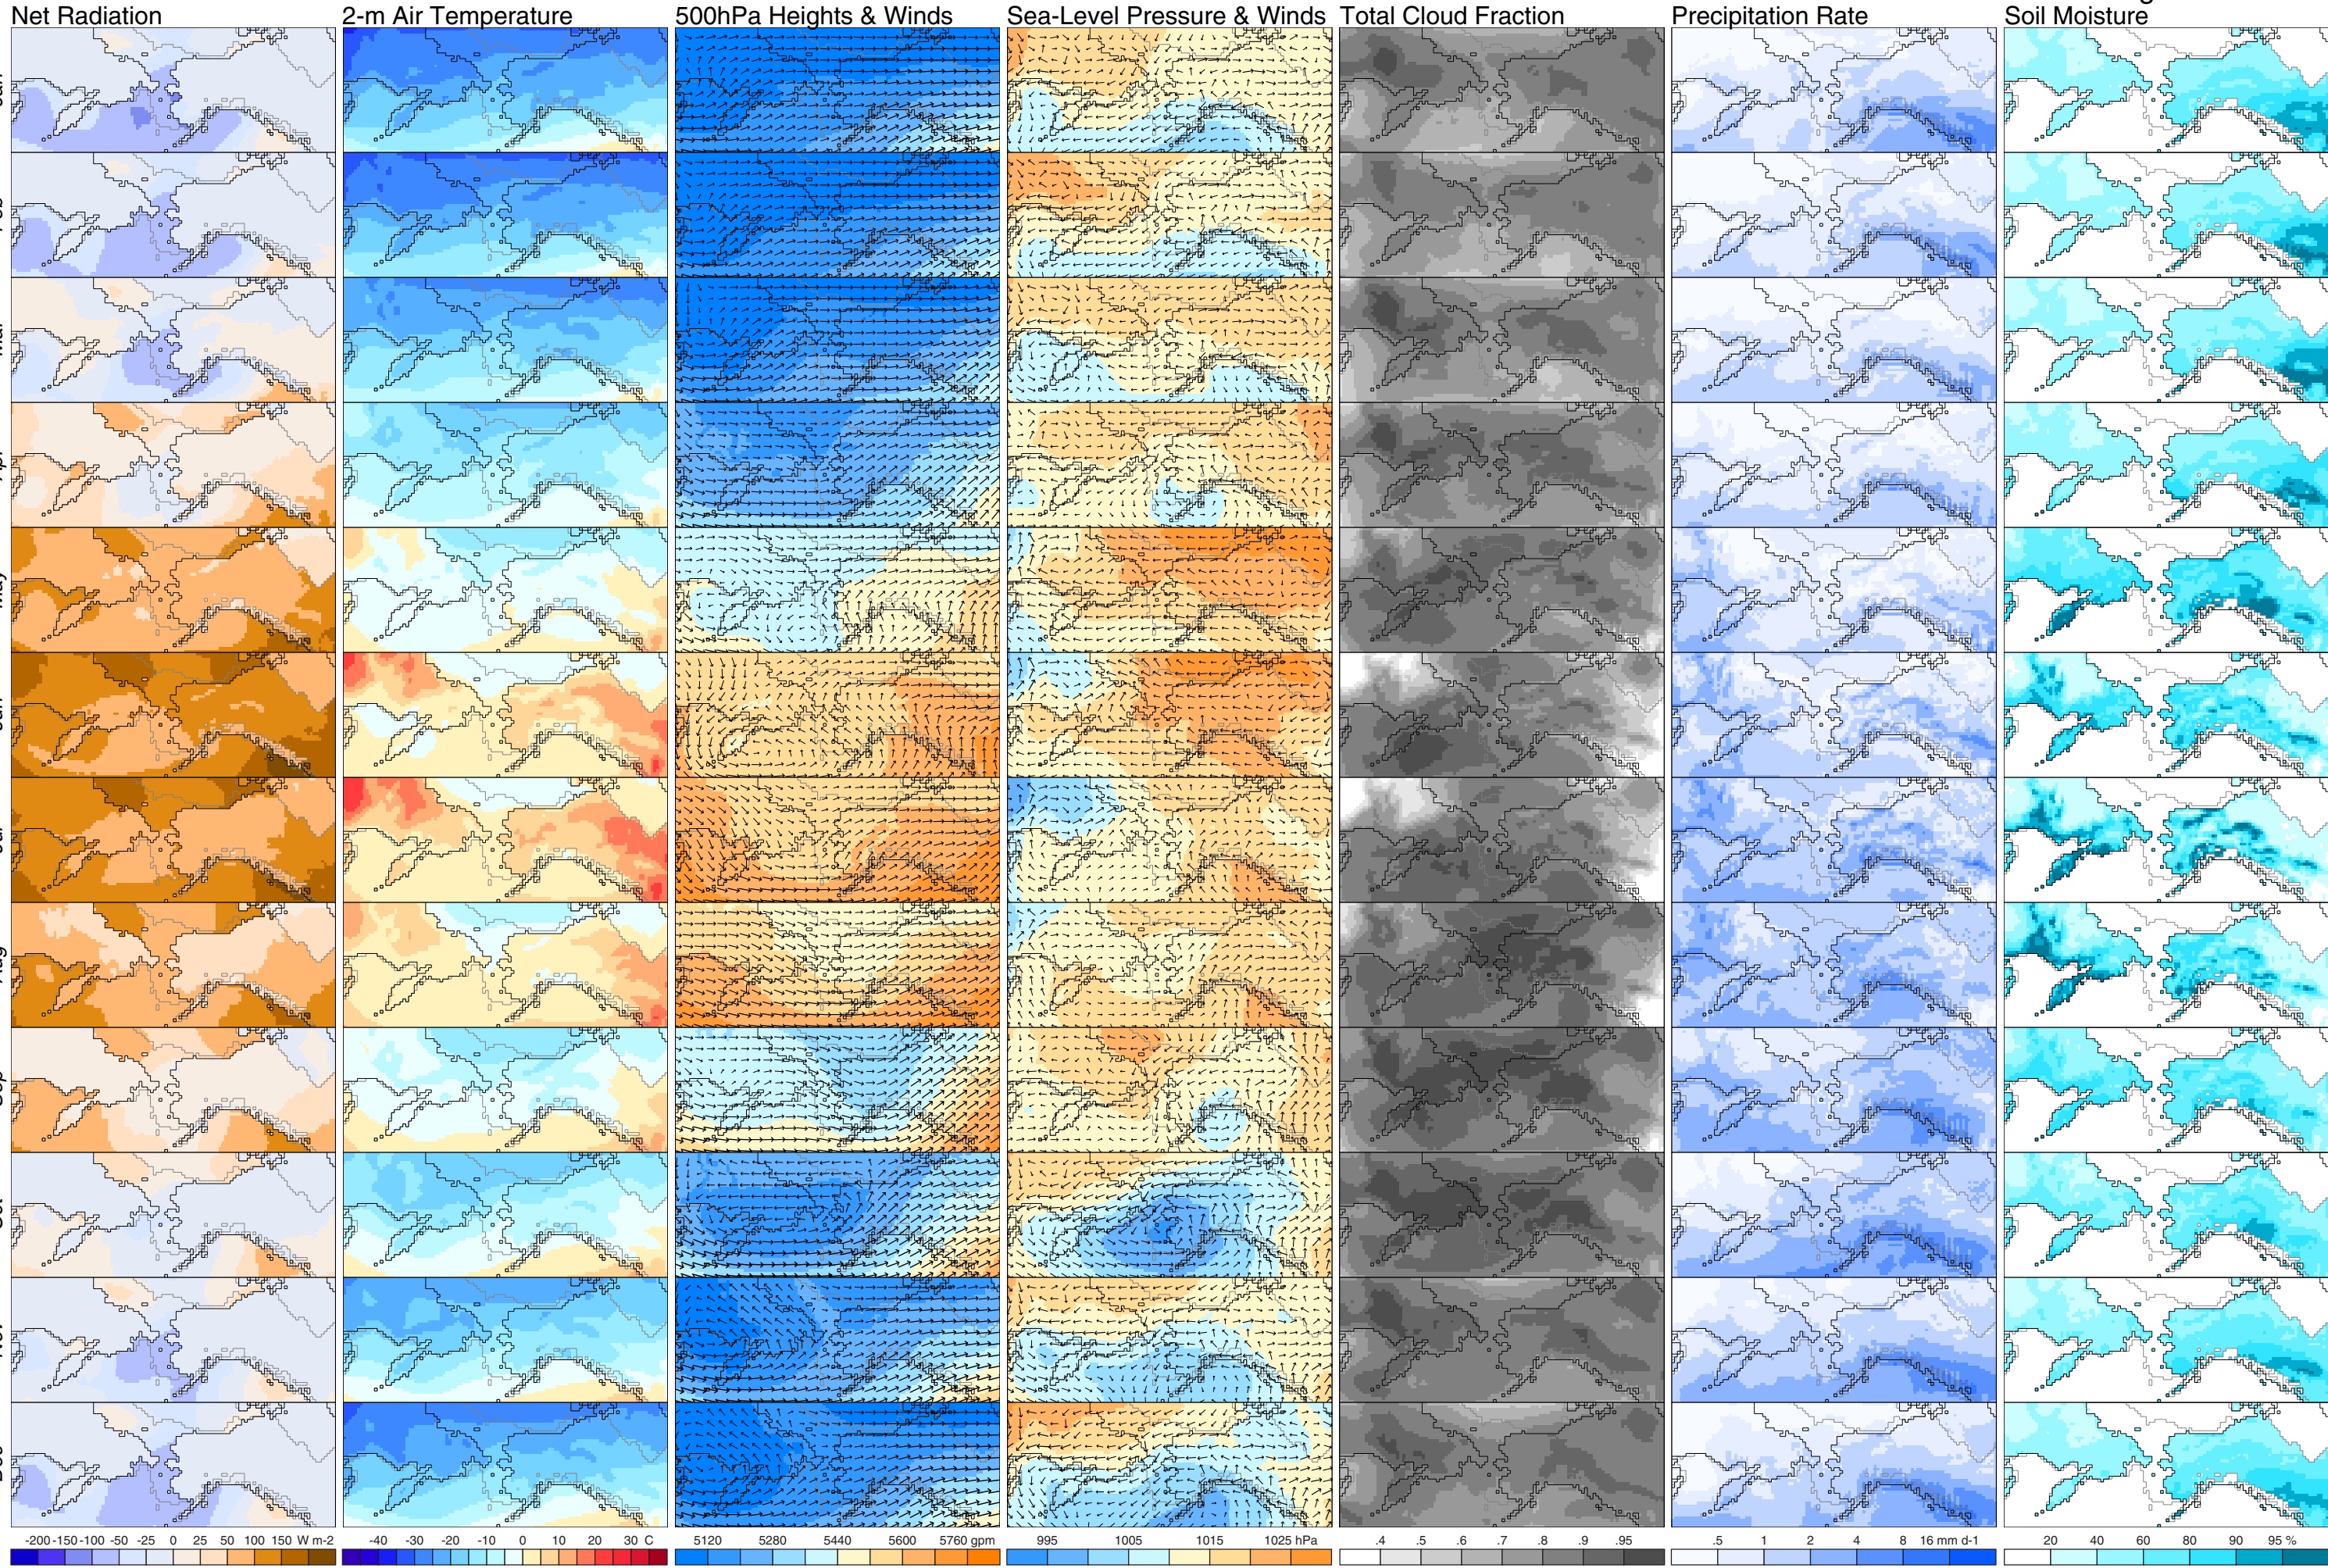 Net Radiation
2-m Air Temperature
500hPa Heights & Winds
Sea-Level Pressure & Winds
Total Cloud Fraction
Precipitation Rate
Soil Moisture
-200 -150 -100 -50 -25 0 25 50 100 150 W m-2
-40 -30 -20 -10 0 10 20 30 C
5120 5280 5440 5600 5760 gpm
995 1005 1015 1025 hPa
.4 .5 .6 .7 .8 .9 .95
.5 1 2 4 8 16 mm d-1
20 40 60 80 90 95 %